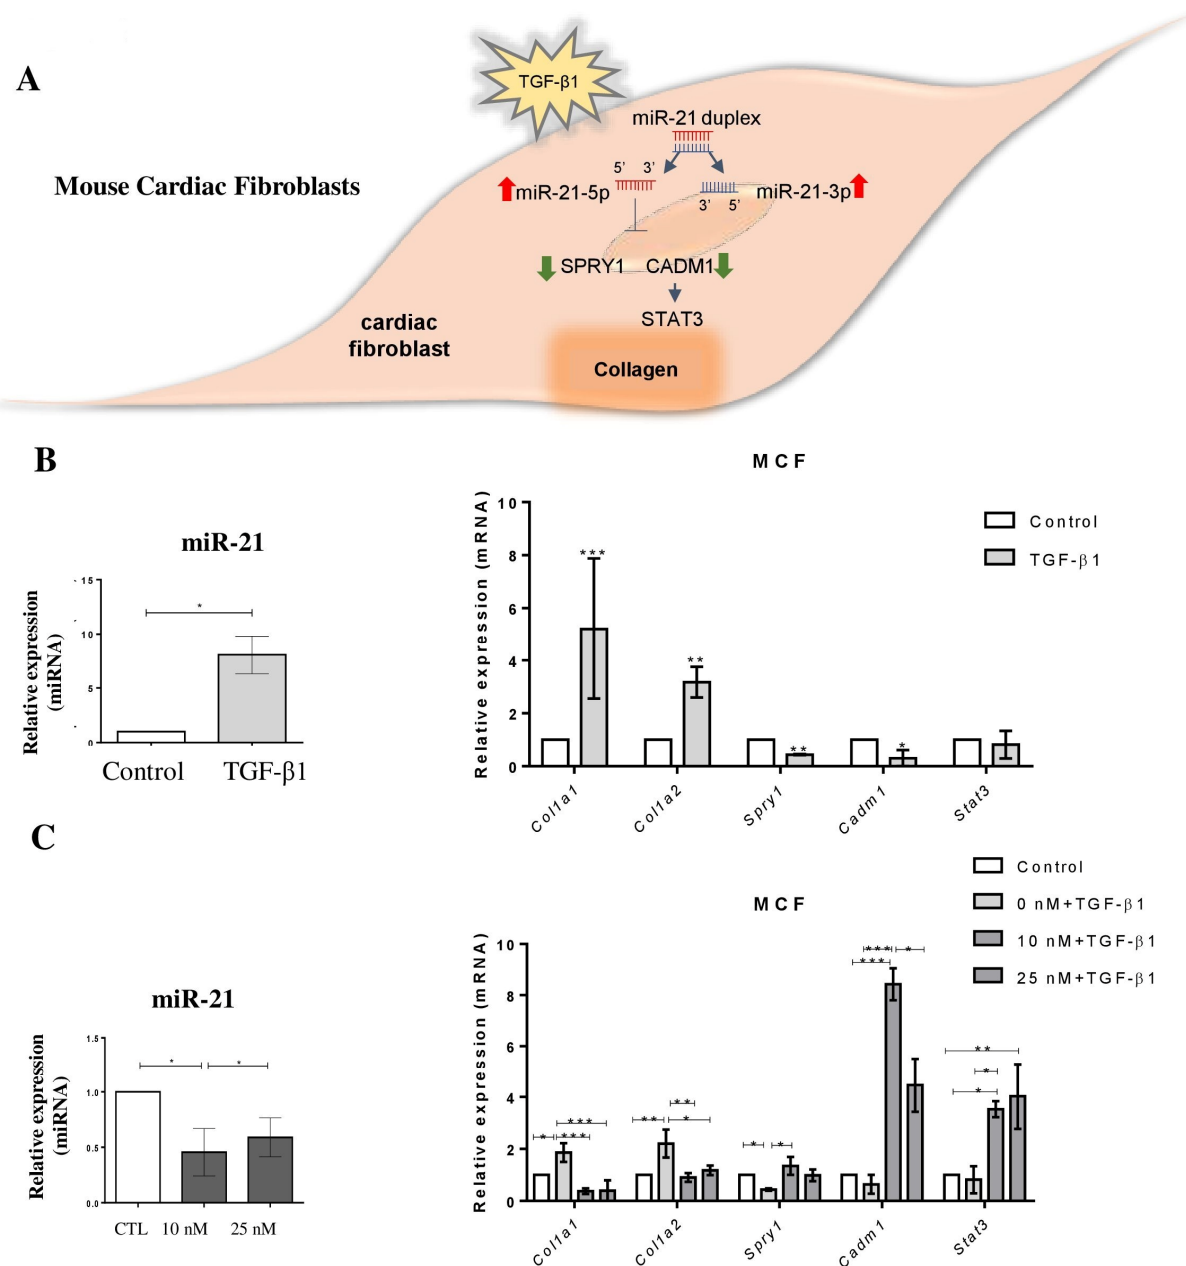 A
TGF-β1
miR-21 duplex
5’ 3’
miR-21-5p
miR-21-3p
3’ 5’
Mouse Cardiac Fibroblasts
SPRY1 CADM1
STAT3
cardiac
fibroblast
Collagen
B
miR-21
Relative expression
(miRNA)
15
10
5
0
*
Control TGF-β1
MCF
Relative expression (mRNA)
10
8
6
4
2
0
***
**
**
*
Col1a1 Col1a2 Spry1 Cadm1 Stat3
Control
TGF-β1
C
miR-21
Relative expression
(miRNA)
1.5
1.0
0.5
0.0
* *
CTL 10 nM 25 nM
MCF
Relative expression (mRNA)
10
8
6
4
2
0
***
* ***
**
** *
* *
*** *
***
**
*
*
Col1a1 Col1a2 Spry1 Cadm1 Stat3
Control
0 nM+TGF-β1
10 nM+TGF-β1
25 nM+TGF-β1